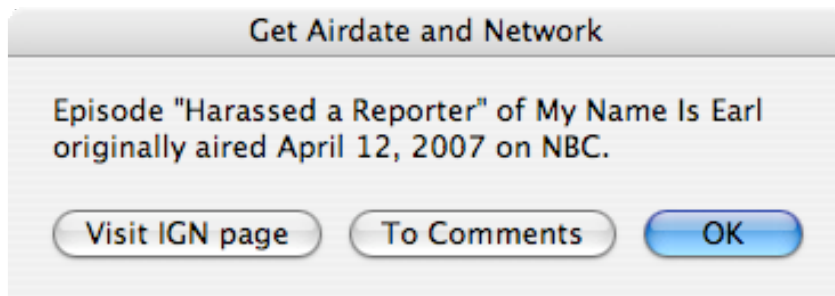 Get Airdate and Network
Episode "Harassed a Reporter" of My Name Is Earl
originally aired April 12, 2007 on NBC.
Visit IGN page
To Comments
OK